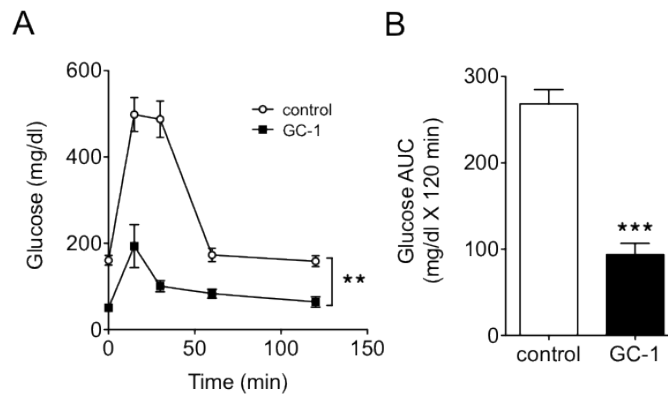 A
Glucose (mg/dl)
600
400
200
0
control
GC-1
**
0
50
100
150
Time (min)
B
Glucose AUC
(mg/dl X 120 min)
300
200
100
0
***
control
GC-1